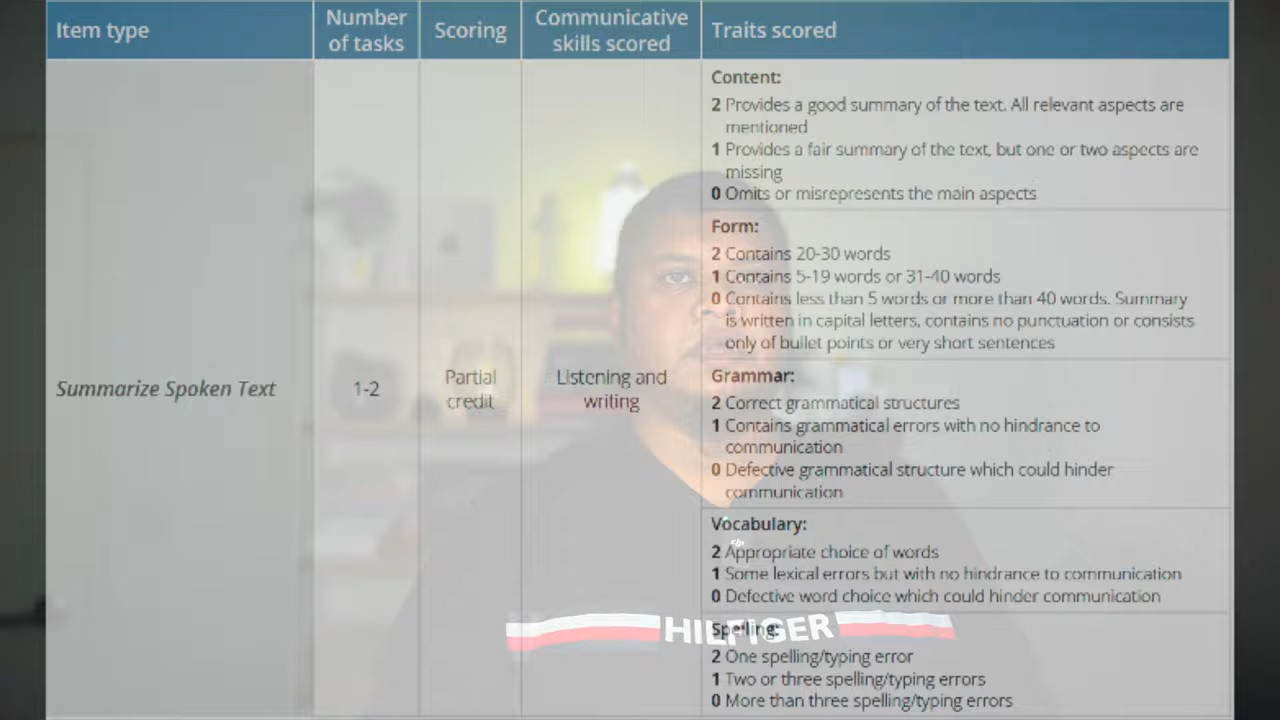 Item type
Number
of tasks
Scoring
Communicative
skills scored
Traits scored
Summarize Spoken Text
1-2
Partial
credit
Listening and
writing
Content:
2 Provides a good summary of the text. All relevant aspects are
mentioned
1 Provides a fair summary of the text, but one or two aspects are
missing
0 Omits or misrepresents the main aspects
Form:
2 Contains 20-30 words
1 Contains 5-19 words or 31-40 words
0 Contains less than 5 words or more than 40 words. Summary
is written in capital letters, contains no punctuation or consists
only of bullet points or very short sentences
Grammar:
2 Correct grammatical structures
1 Contains grammatical errors with no hindrance to
communication
0 Defective grammatical structure which could hinder
communication
Vocabulary:
2 Appropriate choice of words
1 Some lexical errors but with no hindrance to communication
0 Defective word choice which could hinder communication
Spelling:
2 One spelling/typing error
1 Two or three spelling/typing errors
0 More than three spelling/typing errors
HILFIGER